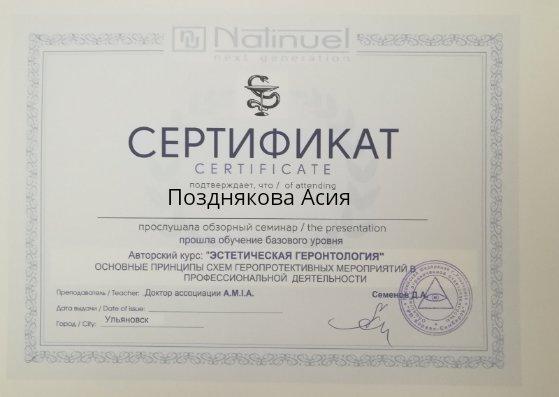 Natinuel
next generation
СЕРТИФИКАТ
CERTIFICATE
подтверждает, что / of attending
Позднякова Асия
прослушала обзорный семинар / the presentation
прошла обучение базового уровня
Авторский курс: "ЭСТЕТИЧЕСКАЯ ГЕРОНТОЛОГИЯ"
ОСНОВНЫЕ ПРИНЦИПЫ СХЕМ ГЕРОПРОТЕКТИВНЫХ МЕРОПРИЯТИЙ В
ПРОФЕССИОНАЛЬНОЙ ДЕЯТЕЛЬНОСТИ
Преподаватель / Teacher: Доктор ассоциации A.M.I.A. Семенов Д.А.
Дата выдачи / Date of issue:
Город / City: Ульяновск